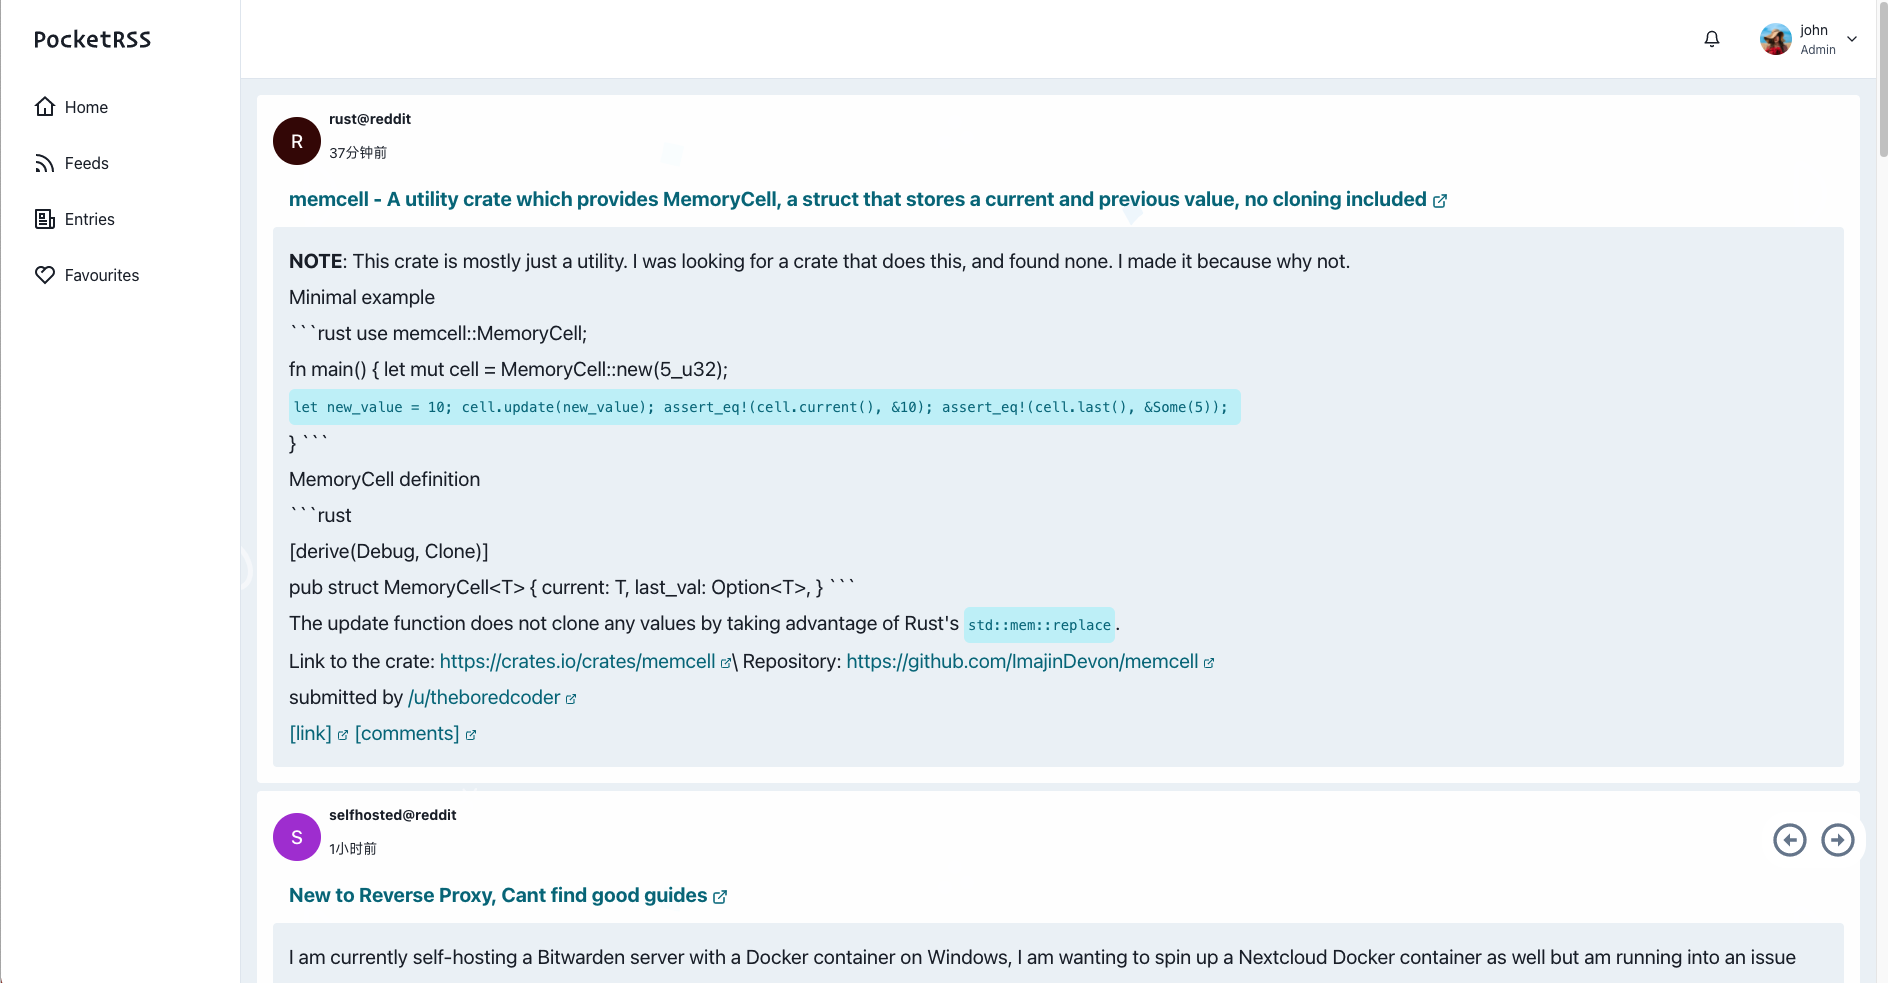 PocketRSS
john
Admin
Home
Feeds
Entries
Favourites
R
rust@reddit
37分钟前
memcell - A utility crate which provides MemoryCell, a struct that stores a current and previous value, no cloning included
NOTE: This crate is mostly just a utility. I was looking for a crate that does this, and found none. I made it because why not.
Minimal example
```rust use memcell::MemoryCell;
fn main() { let mut cell = MemoryCell::new(5_u32);
let new_value = 10; cell.update(new_value); assert_eq!(cell.current(), &10); assert_eq!(cell.last(), &Some(5));
} ```
MemoryCell definition
```rust
[derive(Debug, Clone)]
pub struct MemoryCell<T> { current: T, last_val: Option<T>, } ```
The update function does not clone any values by taking advantage of Rust's std::mem::replace.
Link to the crate: https://crates.io/crates/memcell \ Repository: https://github.com/ImajinDevon/memcell
submitted by /u/theboredcoder
[link] [comments]
S
selfhosted@reddit
1小时前
New to Reverse Proxy, Cant find good guides
I am currently self-hosting a Bitwarden server with a Docker container on Windows, I am wanting to spin up a Nextcloud Docker container as well but am running into an issue